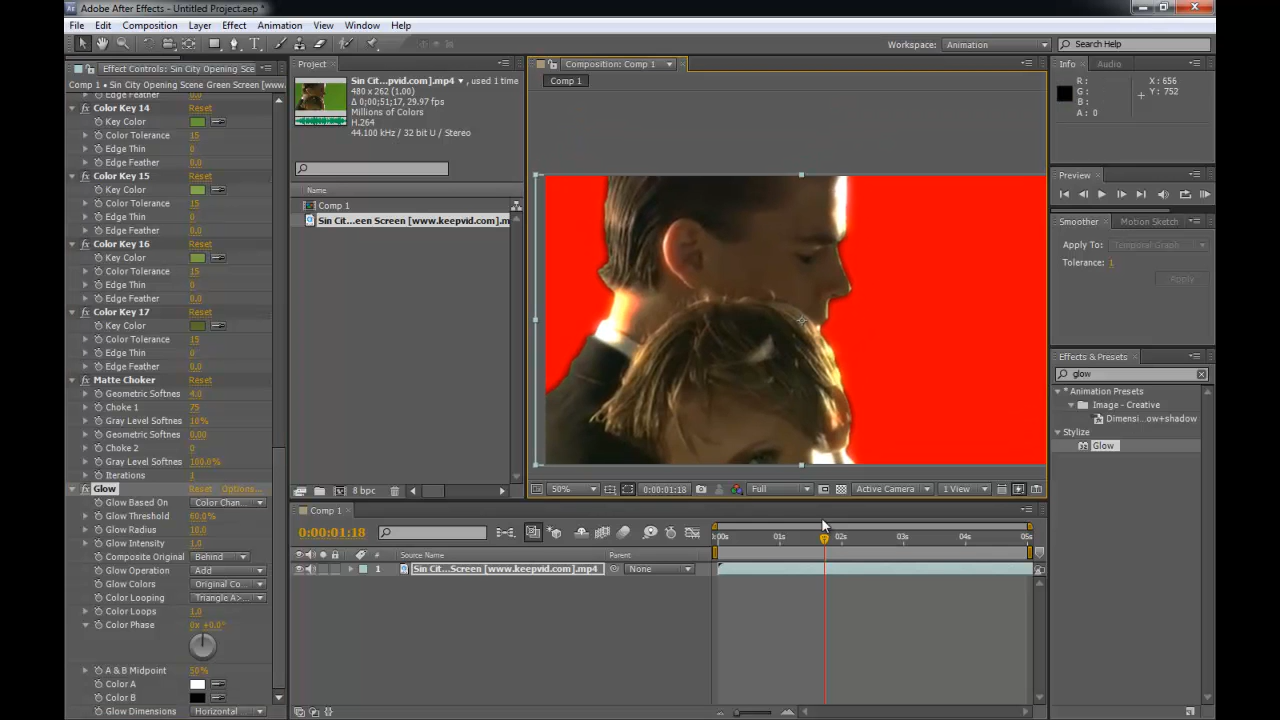 Adobe After Effects - Untitled Project.aep *
File Edit Composition Layer Effect Animation View Window Help
Workspace: Animation
Search Help
Effect Controls: Sin City Opening Sce
Comp 1 • Sin City Opening Scene Green Screen [www.
Edge Feather 0.0
Color Key 14 Reset
Key Color
Color Tolerance 15
Edge Thin 0
Edge Feather 0.0
Color Key 15 Reset
Key Color
Color Tolerance 15
Edge Thin 0
Edge Feather 0.0
Color Key 16 Reset
Key Color
Color Tolerance 15
Edge Thin 0
Edge Feather 0.0
Color Key 17 Reset
Key Color
Color Tolerance 15
Edge Thin 0
Edge Feather 0.0
Matte Choker Reset
Geometric Softnes 4.0
Choke 1 75
Gray Level Softnes 10%
Geometric Softnes 0.00
Choke 2 0
Gray Level Softnes 100.0%
Iterations 1
Glow Reset Options...
Glow Based On Color Chan
Glow Threshold 60.0%
Glow Radius 10.0
Glow Intensity 1.0
Composite Original Behind
Glow Operation Add
Glow Colors Original Co...
Color Looping Triangle A>...
Color Loops 1.0
Color Phase 0x +0.0°
A & B Midpoint 50%
Color A
Color B
Glow Dimensions Horizontal
Project
Sin Cit...pvid.com].mp4 , used 1 time
480 x 262 (1.00)
Δ 0;00;51;17, 29.97 fps
Millions of Colors
H.264
44.100 kHz / 32 bit U / Stereo
Name
Comp 1
Sin Cit...een Screen [www.keepvid.com].m
8 bpc
Composition: Comp 1
Comp 1
50%
0:00:01:18
Full
Active Camera
1 View
Info Audio
R: X: 656
G: Y: 752
B:
A: 0
Preview
Smoother Motion Sketch
Apply To: Temporal Graph
Tolerance: 1
Apply
Effects & Presets
glow
* Animation Presets
Image - Creative
Dimensi...ow+shadow
Stylize
Glow
Comp 1
0:00:01:18
:00s 01s 02s 03s 04s 05s
# Source Name Parent
1 Sin Cit...Screen [www.keepvid.com].mp4 None